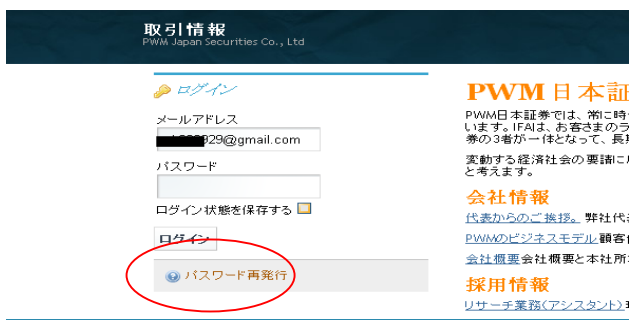 取引情報
PWM Japan Securities Co., Ltd
ログイン
メールアドレス
929@gmail.com
パスワード
ログイン状態を保存する
ログイン
パスワード再発行
PWM 日本証
PWM日本証券では、常に時
います。IFAは、お客さまのラ
券の3者が一体となって、長期
変動する経済社会の要請に
と考えます。
会社情報
代表からのご挨拶。弊社代
PWMのビジネスモデル顧客
会社概要会社概要と本社所
採用情報
リサーチ業務(アシスタント)